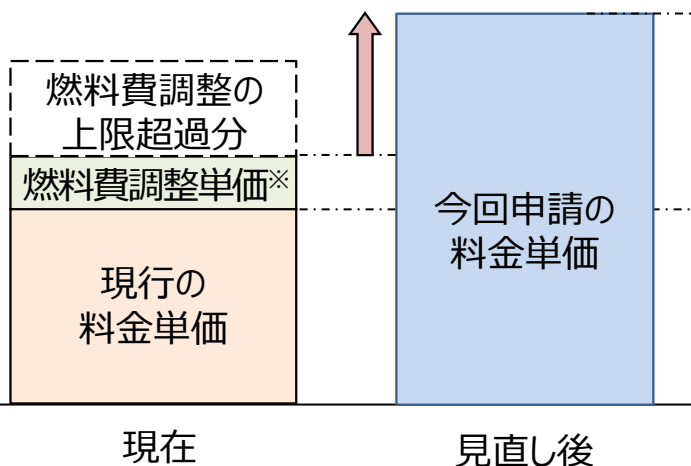 燃料費調整の
上限超過分
燃料費調整単価※
現行の
料金単価
今回申請の
料金単価
現在
見直し後